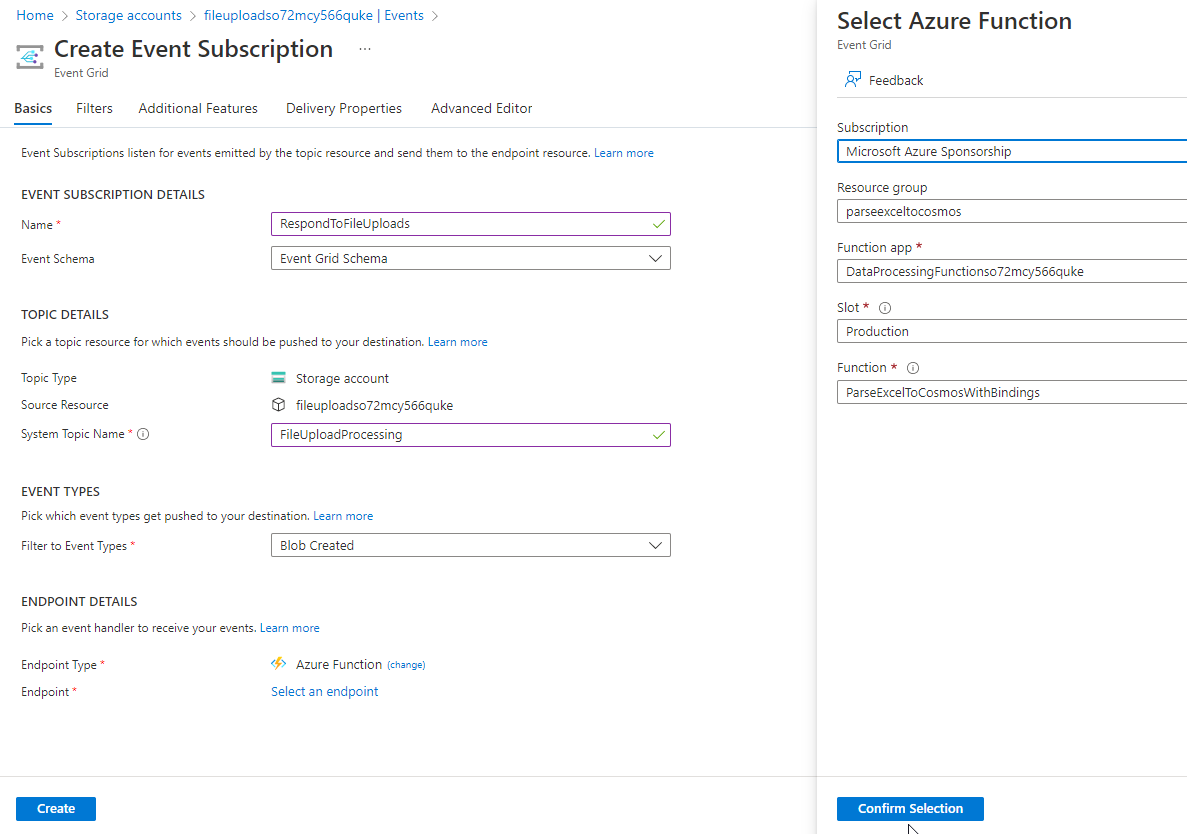 Home > Storage accounts > fileuploadso72mcy566quke | Events >
Create Event Subscription ...
Event Grid
Basics Filters Additional Features Delivery Properties Advanced Editor
Event Subscriptions listen for events emitted by the topic resource and send them to the endpoint resource. Learn more
EVENT SUBSCRIPTION DETAILS
Name * RespondToFileUploads
Event Schema Event Grid Schema
TOPIC DETAILS
Pick a topic resource for which events should be pushed to your destination. Learn more
Topic Type Storage account
Source Resource fileuploadso72mcy566quke
System Topic Name * FileUploadProcessing
EVENT TYPES
Pick which event types get pushed to your destination. Learn more
Filter to Event Types * Blob Created
ENDPOINT DETAILS
Pick an event handler to receive your events. Learn more
Endpoint Type * Azure Function (change)
Endpoint * Select an endpoint
Create
Select Azure Function
Event Grid
Feedback
Subscription
Microsoft Azure Sponsorship
Resource group
parseexceltocosmos
Function app *
DataProcessingFunctionso72mcy566quke
Slot *
Production
Function *
ParseExcelToCosmosWithBindings
Confirm Selection